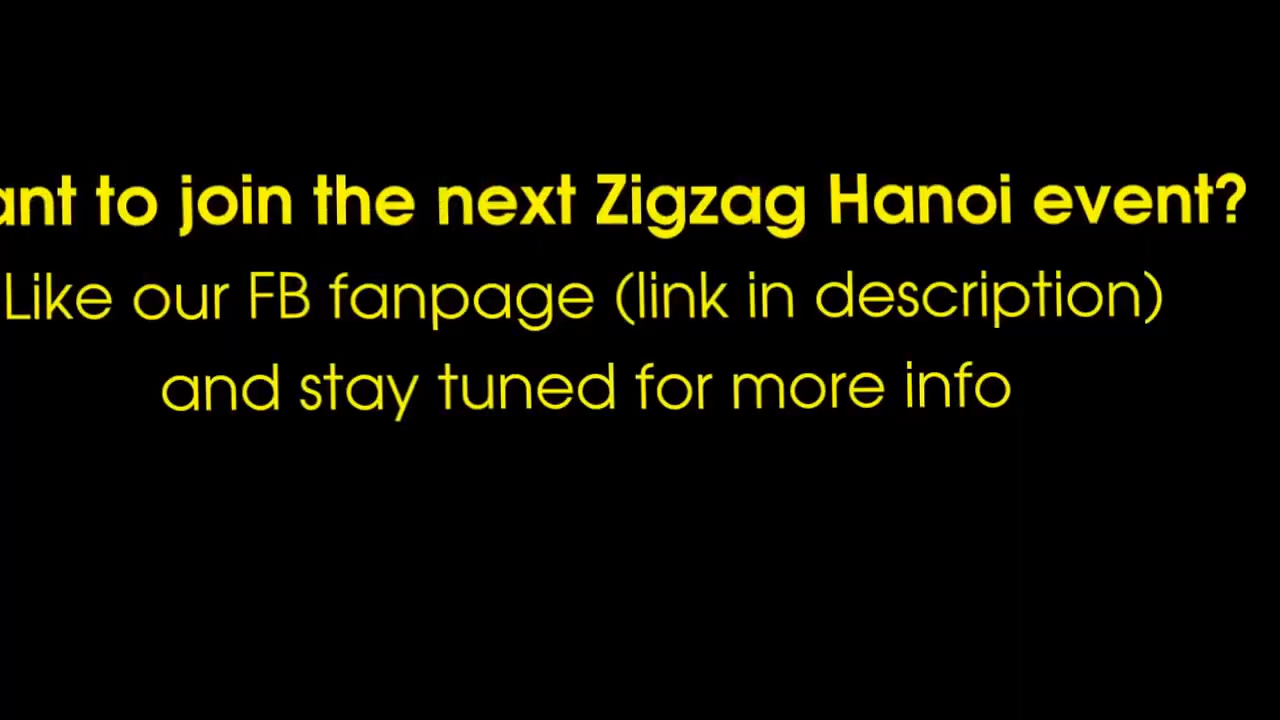 ant to join the next Zigzag Hanoi event?
Like our FB fanpage (link in description)
and stay tuned for more info